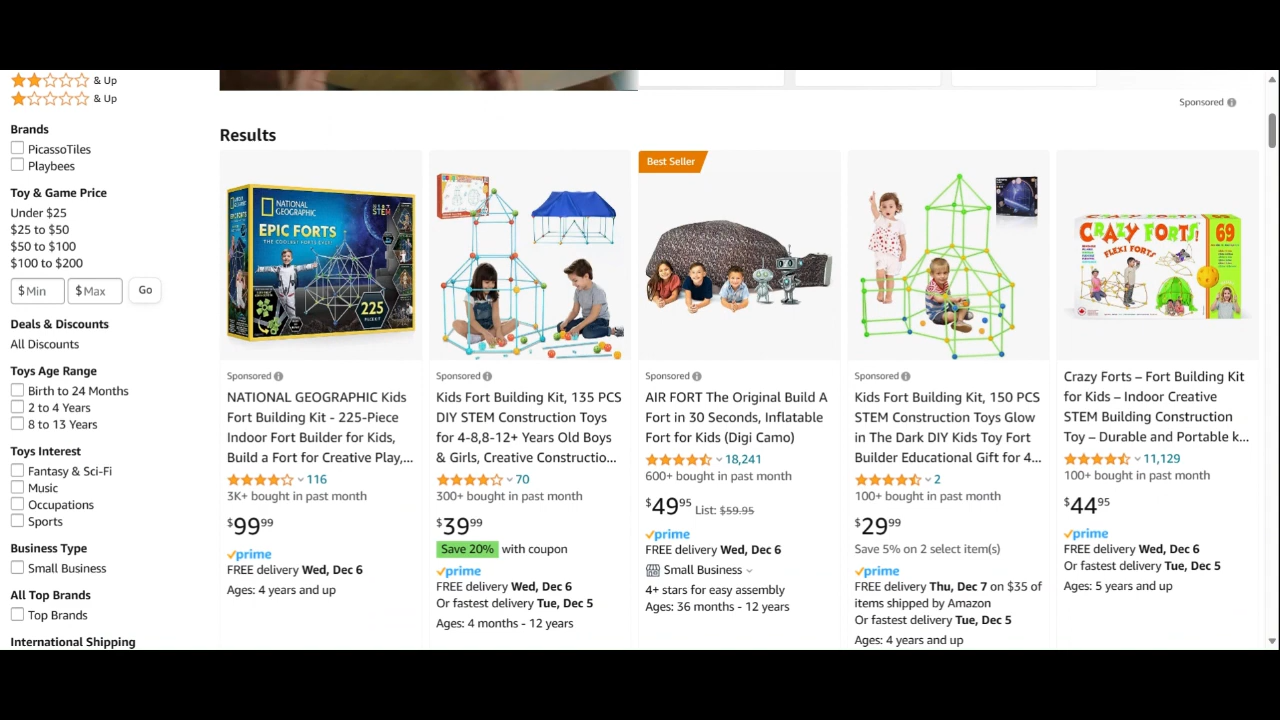 & Up
& Up
Brands
PicassoTiles
Playbees
Toy & Game Price
Under $25
$25 to $50
$50 to $100
$100 to $200
$ Min
$ Max
Go
Deals & Discounts
All Discounts
Toys Age Range
Birth to 24 Months
2 to 4 Years
8 to 13 Years
Toys Interest
Fantasy & Sci-Fi
Music
Occupations
Sports
Business Type
Small Business
All Top Brands
Top Brands
International Shipping
Sponsored
Results
NATIONAL
GEOGRAPHIC
STEM
EPIC FORTS
THE COOLEST FORTS EVER!
225
Sponsored
NATIONAL GEOGRAPHIC Kids
Fort Building Kit - 225-Piece
Indoor Fort Builder for Kids,
Build a Fort for Creative Play,...
116
3K+ bought in past month
$99 99
prime
FREE delivery Wed, Dec 6
Ages: 4 years and up
Sponsored
Kids Fort Building Kit, 135 PCS
DIY STEM Construction Toys
for 4-8,8-12+ Years Old Boys
& Girls, Creative Constructio...
70
300+ bought in past month
$39 99
Save 20% with coupon
prime
FREE delivery Wed, Dec 6
Or fastest delivery Tue, Dec 5
Ages: 4 months - 12 years
Best Seller
Sponsored
AIR FORT The Original Build A
Fort in 30 Seconds, Inflatable
Fort for Kids (Digi Camo)
18,241
600+ bought in past month
$49 95 List: $59.95
prime
FREE delivery Wed, Dec 6
Small Business
4+ stars for easy assembly
Ages: 36 months - 12 years
Sponsored
Kids Fort Building Kit, 150 PCS
STEM Construction Toys Glow
in The Dark DIY Kids Toy Fort
Builder Educational Gift for 4...
2
100+ bought in past month
$29 99
Save 5% on 2 select item(s)
prime
FREE delivery Thu, Dec 7 on $35 of
items shipped by Amazon
Or fastest delivery Tue, Dec 5
Ages: 4 years and up
CRAZY FORTS!
69
FLEXI FORTS
Crazy Forts – Fort Building Kit
for Kids – Indoor Creative
STEM Building Construction
Toy – Durable and Portable k...
11,129
100+ bought in past month
$44 95
prime
FREE delivery Wed, Dec 6
Or fastest delivery Tue, Dec 5
Ages: 5 years and up